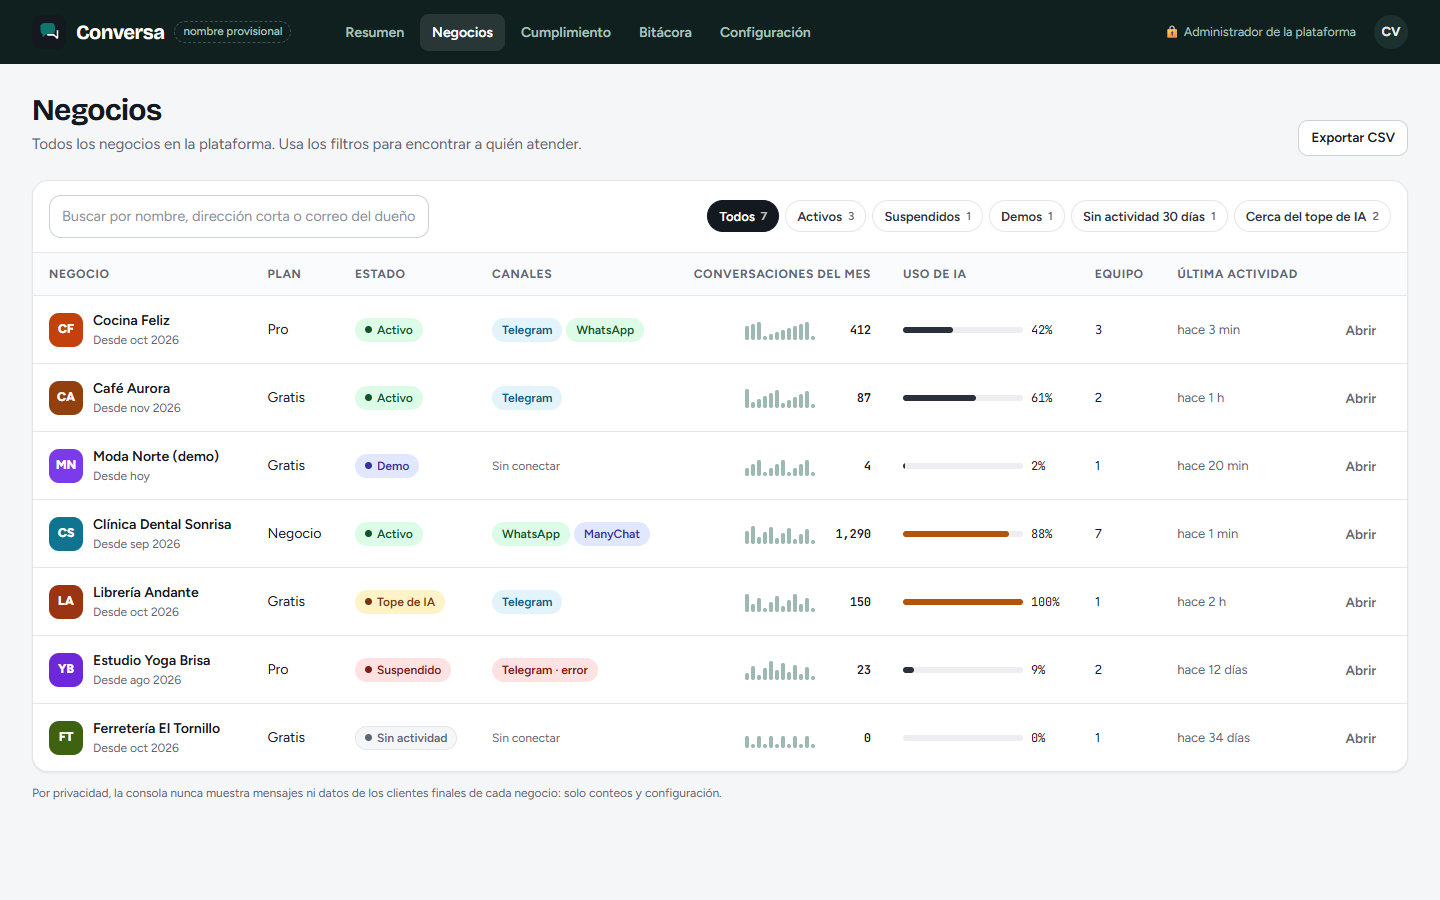 Conversa nombre provisional Resumen Negocios Cumplimiento Bitácora Configuración 🔒 Administrador de la plataforma CV
Negocios
Todos los negocios en la plataforma. Usa los filtros para encontrar a quién atender.
Exportar CSV
Buscar por nombre, dirección corta o correo del dueño
Todos 7 Activos 3 Suspendidos 1 Demos 1 Sin actividad 30 días 1 Cerca del tope de IA 2
NEGOCIO PLAN ESTADO CANALES CONVERSACIONES DEL MES USO DE IA EQUIPO ÚLTIMA ACTIVIDAD
CF Cocina Feliz Pro Activo Telegram WhatsApp 412 42% 3 hace 3 min Abrir
Desde oct 2026
CA Café Aurora Gratis Activo Telegram 87 61% 2 hace 1 h Abrir
Desde nov 2026
MN Moda Norte (demo) Gratis Demo Sin conectar 4 2% 1 hace 20 min Abrir
Desde hoy
CS Clínica Dental Sonrisa Negocio Activo WhatsApp ManyChat 1,290 88% 7 hace 1 min Abrir
Desde sep 2026
LA Librería Andante Gratis Tope de IA Telegram 150 100% 1 hace 2 h Abrir
Desde oct 2026
YB Estudio Yoga Brisa Pro Suspendido Telegram · error 23 9% 2 hace 12 días Abrir
Desde ago 2026
FT Ferretería El Tornillo Gratis Sin actividad Sin conectar 0 0% 1 hace 34 días Abrir
Desde oct 2026
Por privacidad, la consola nunca muestra mensajes ni datos de los clientes finales de cada negocio: solo conteos y configuración.